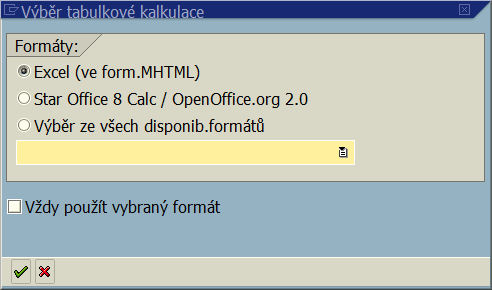 Výběr tabulkové kalkulace
Formáty:
Excel (ve form.MHTML)
Star Office 8 Calc / OpenOffice.org 2.0
Výběr ze všech disponib.formátů
Vždy použít vybraný formát